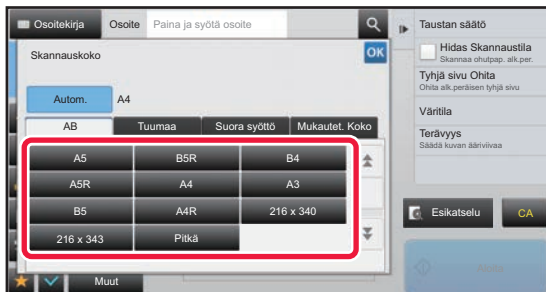 Osoitekirja Osoite Paina ja syötä osoite
Skannauskoko OK
Autom. A4
AB Tuumaa Suora syöttö Mukautet. Koko
A5 B5R B4
A5R A4 A3
B5 A4R 216 x 340
216 x 343 Pitkä
Muut
Taustan säätö
Hidas Skannaustila
Skannaa ohutpap. alk.per.
Tyhjä sivu Ohita
Ohita alk.peräisen tyhjä sivu
Väritila
Terävyys
Säädä kuvan ääriviivaa
Esikatselu CA